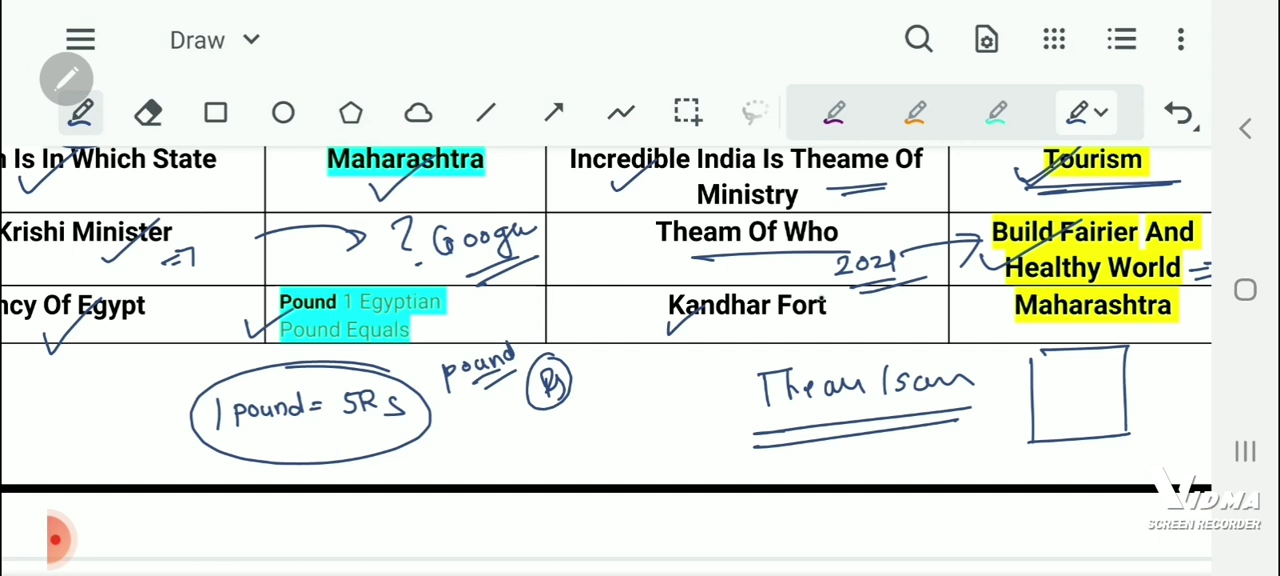 Draw
Is In Which State
Maharashtra
Incredible India Is Theame Of
Ministry
Tourism
Krishi Minister
? Google
Theam Of Who
2021
Build Fairier And
Healthy World
ncy Of Egypt
Pound 1 Egyptian
Pound Equals
Kandhar Fort
Maharashtra
1 pound = 5Rs
pound
Rs
VIDMA
SCREEN RECORDER